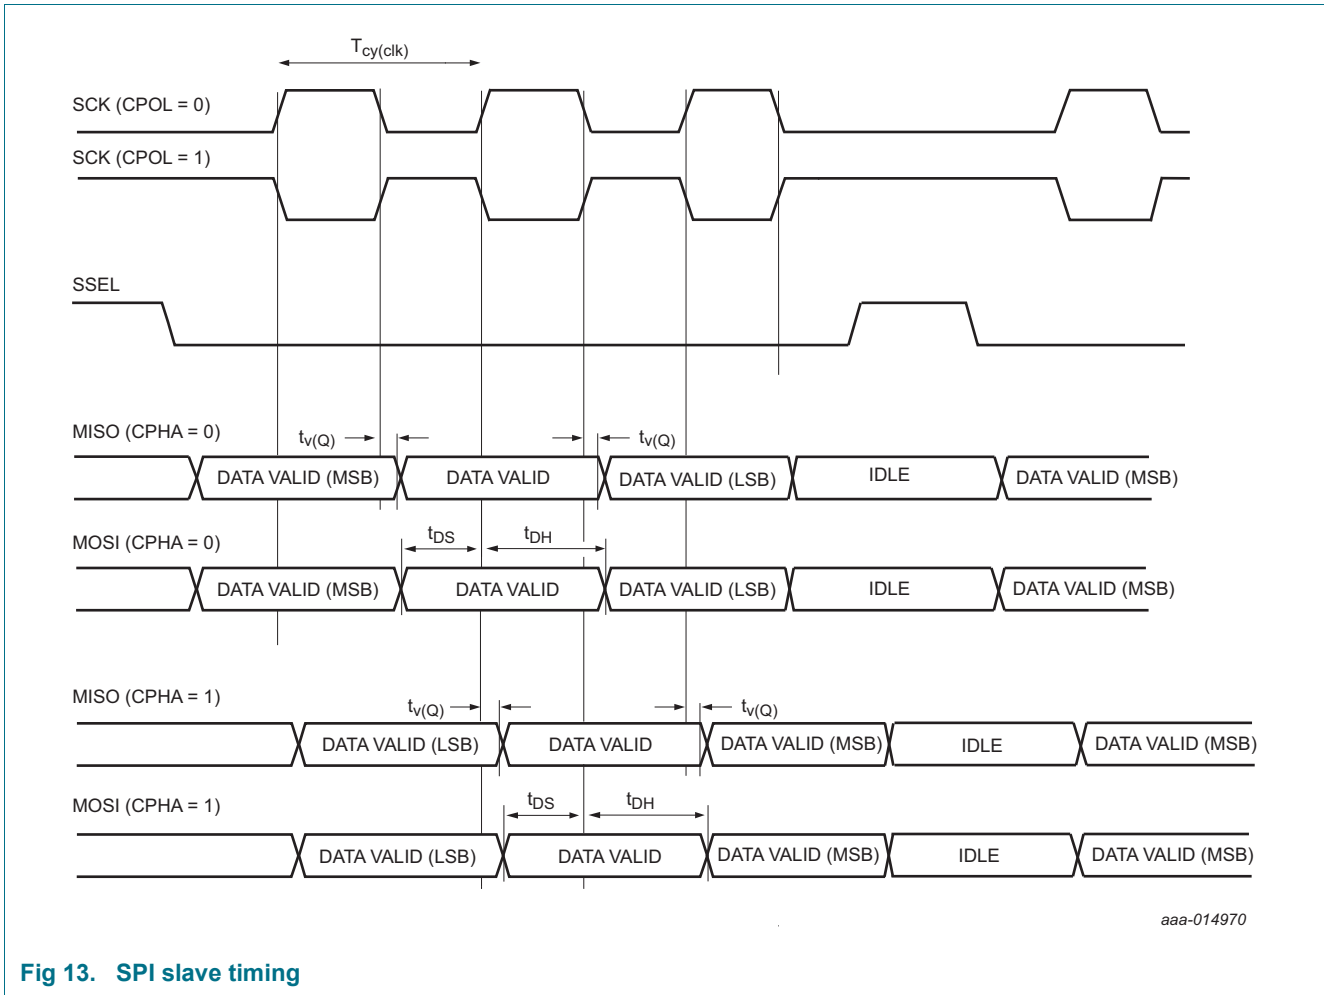 Tcy(clk)
SCK (CPOL = 0)
SCK (CPOL = 1)
SSEL
MISO (CPHA = 0)
tv(Q) tv(Q)
DATA VALID (MSB) DATA VALID DATA VALID (LSB) IDLE DATA VALID (MSB)
MOSI (CPHA = 0)
tDS tDH
DATA VALID (MSB) DATA VALID DATA VALID (LSB) IDLE DATA VALID (MSB)
MISO (CPHA = 1)
tv(Q) tv(Q)
DATA VALID (LSB) DATA VALID DATA VALID (MSB) IDLE DATA VALID (MSB)
MOSI (CPHA = 1)
tDS tDH
DATA VALID (LSB) DATA VALID DATA VALID (MSB) IDLE DATA VALID (MSB)
aaa-014970
Fig 13. SPI slave timing